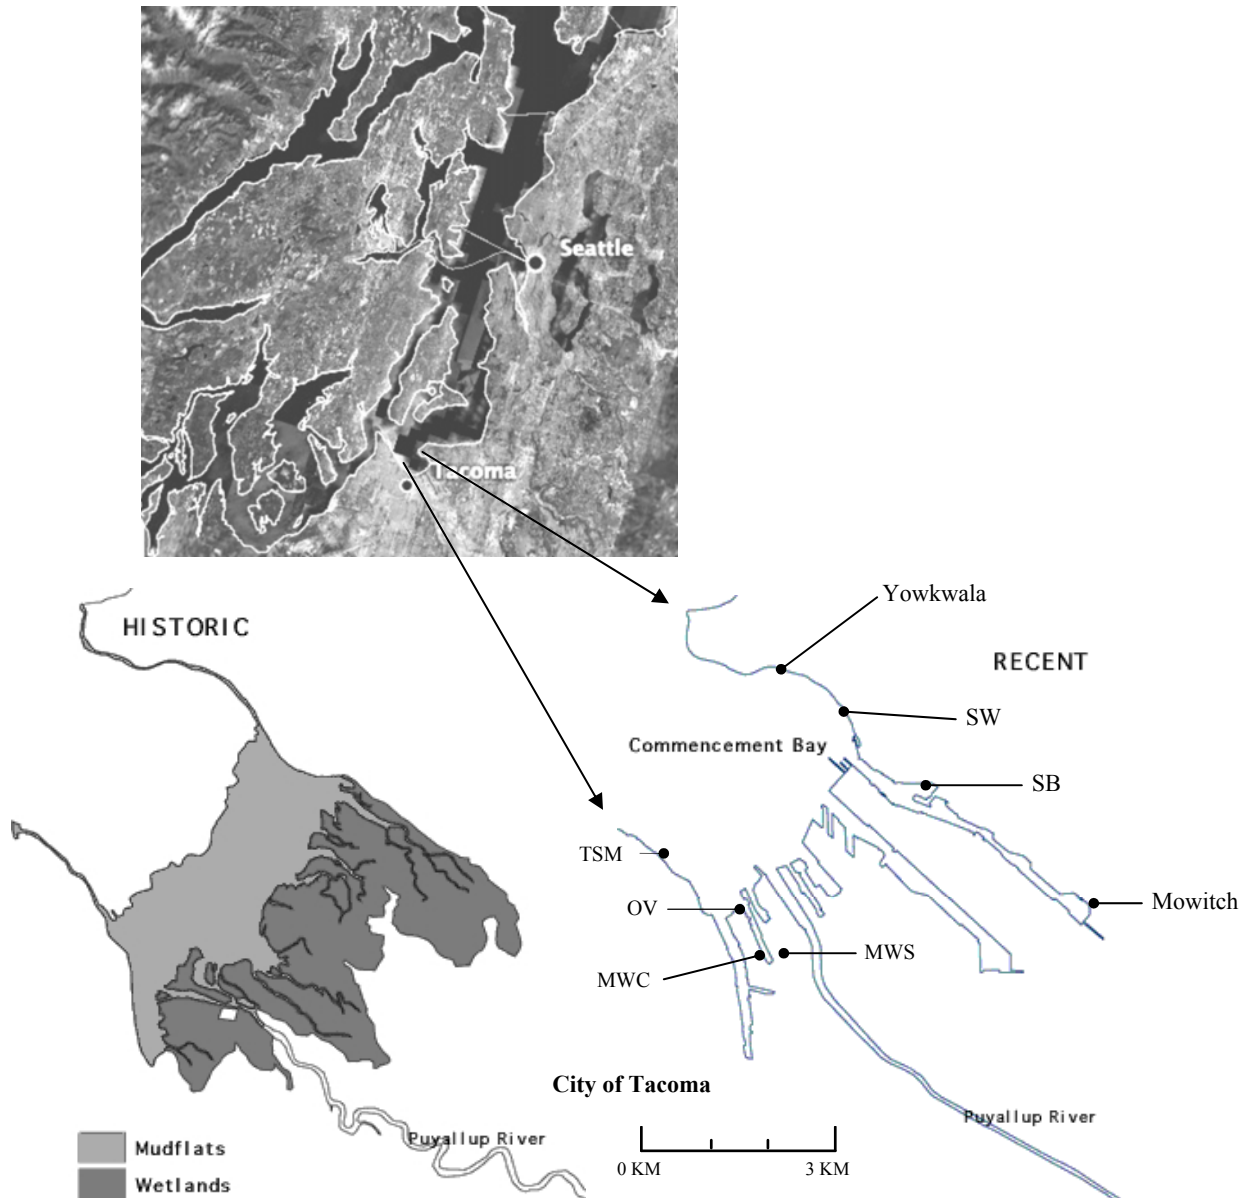 Seattle
Tacoma
Yowkwala
HISTORIC
RECENT
SW
Commencement Bay
SB
TSM
Mowitch
OV
MWS
MWC
City of Tacoma
Puyallup River
Puyallup River
Mudflats
0 KM
3 KM
Wetlands